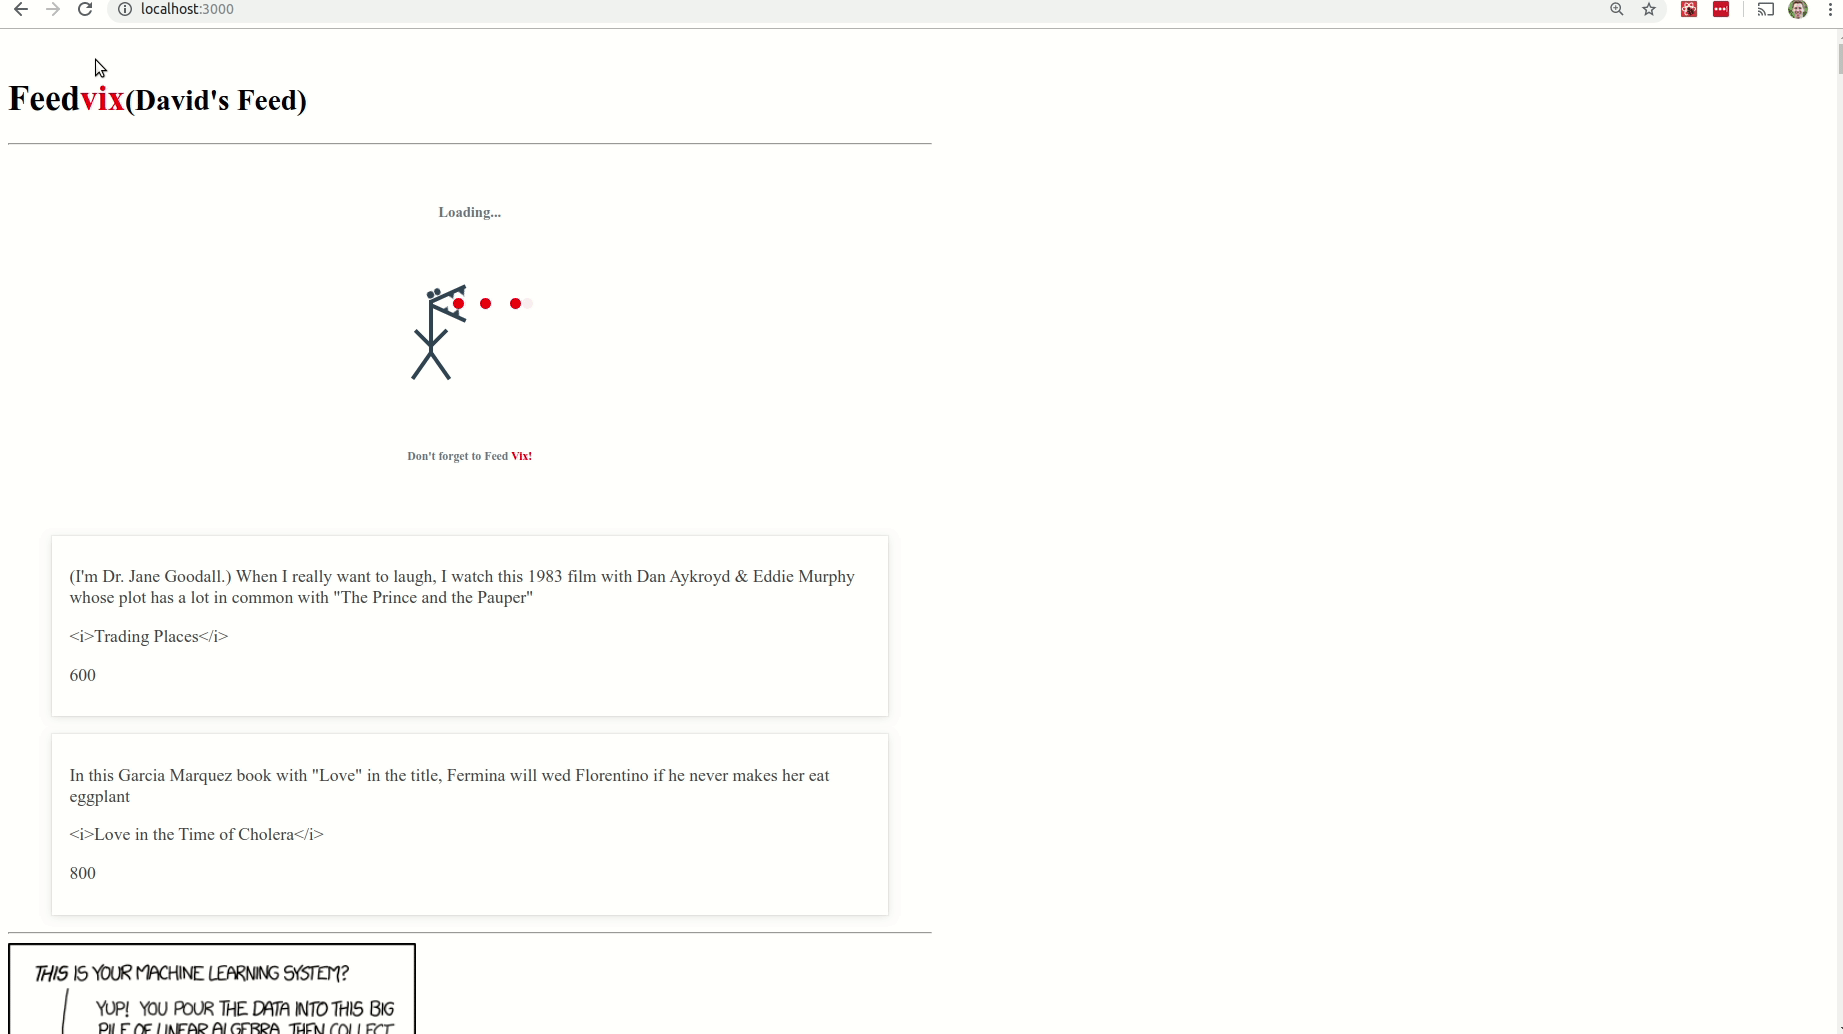 localhost:3000
Feedvix(David's Feed)
Loading...
Don't forget to Feed Vix!
(I'm Dr. Jane Goodall.) When I really want to laugh, I watch this 1983 film with Dan Aykroyd & Eddie Murphy
whose plot has a lot in common with "The Prince and the Pauper"
<i>Trading Places</i>
600
In this Garcia Marquez book with "Love" in the title, Fermina will wed Florentino if he never makes her eat
eggplant
<i>Love in the Time of Cholera</i>
800
THIS IS YOUR MACHINE LEARNING SYSTEM?
YUP! YOU POUR THE DATA INTO THIS BIG
PILE OF LINEAR ALGEBRA, THEN COLLECT